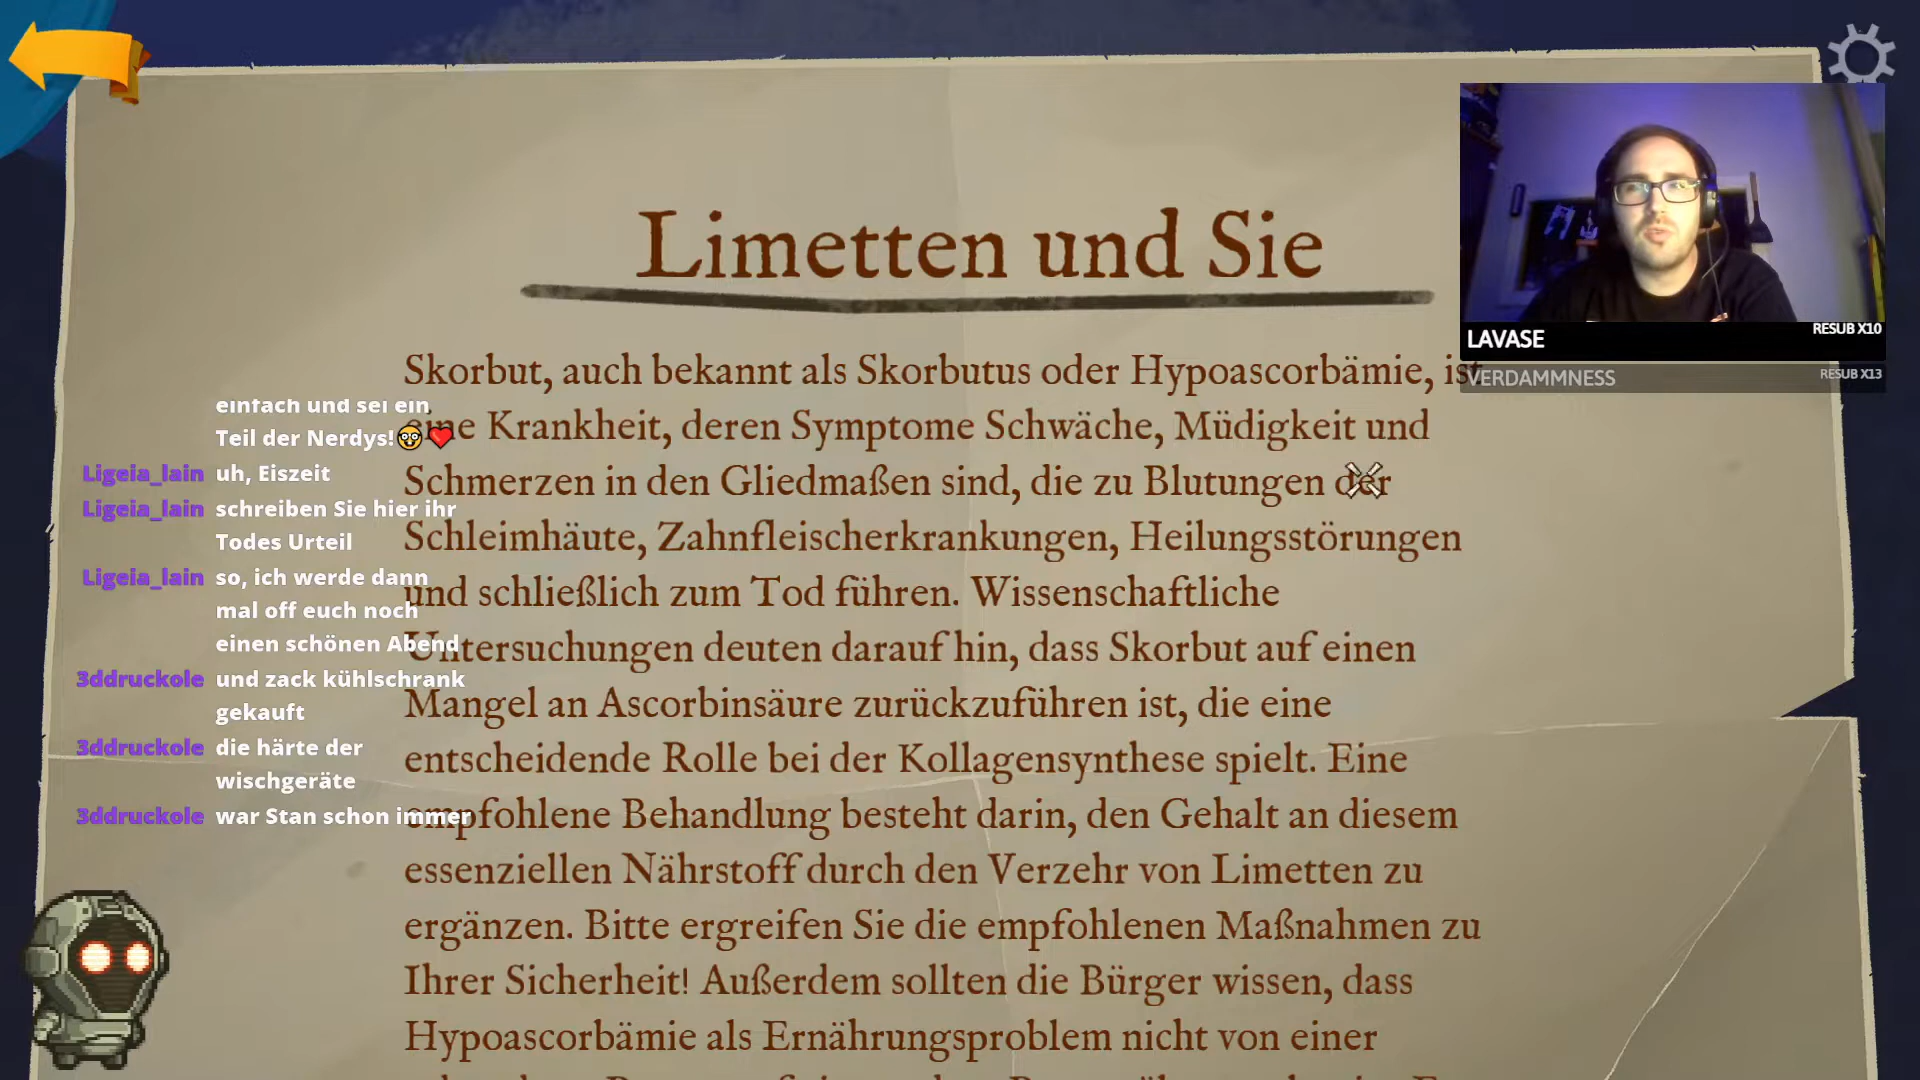 Limetten und Sie
Skorbut, auch bekannt als Skorbutus oder Hypoascorbämie, ist
eine Krankheit, deren Symptome Schwäche, Müdigkeit und
Schmerzen in den Gliedmaßen sind, die zu Blutungen der
Schleimhäute, Zahnfleischerkrankungen, Heilungsstörungen
und schließlich zum Tod führen. Wissenschaftliche
Untersuchungen deuten darauf hin, dass Skorbut auf einen
Mangel an Ascorbinsäure zurückzuführen ist, die eine
entscheidende Rolle bei der Kollagensynthese spielt. Eine
empfohlene Behandlung besteht darin, den Gehalt an diesem
essenziellen Nährstoff durch den Verzehr von Limetten zu
ergänzen. Bitte ergreifen Sie die empfohlenen Maßnahmen zu
Ihrer Sicherheit! Außerdem sollten die Bürger wissen, dass
Hypoascorbämie als Ernährungsproblem nicht von einer
LAVASE RESUB X10
VERDAMMNESS RESUB X13
einfach und sei ein
Teil der Nerdys!🤓❤️
Ligeia_lain uh, Eiszeit
Ligeia_lain schreiben Sie hier ihr
Todes Urteil
Ligeia_lain so, ich werde dann
mal off euch noch
einen schönen Abend
3ddruckole und zack kühlschrank
gekauft
3ddruckole die härte der
wischgeräte
3ddruckole war Stan schon immer